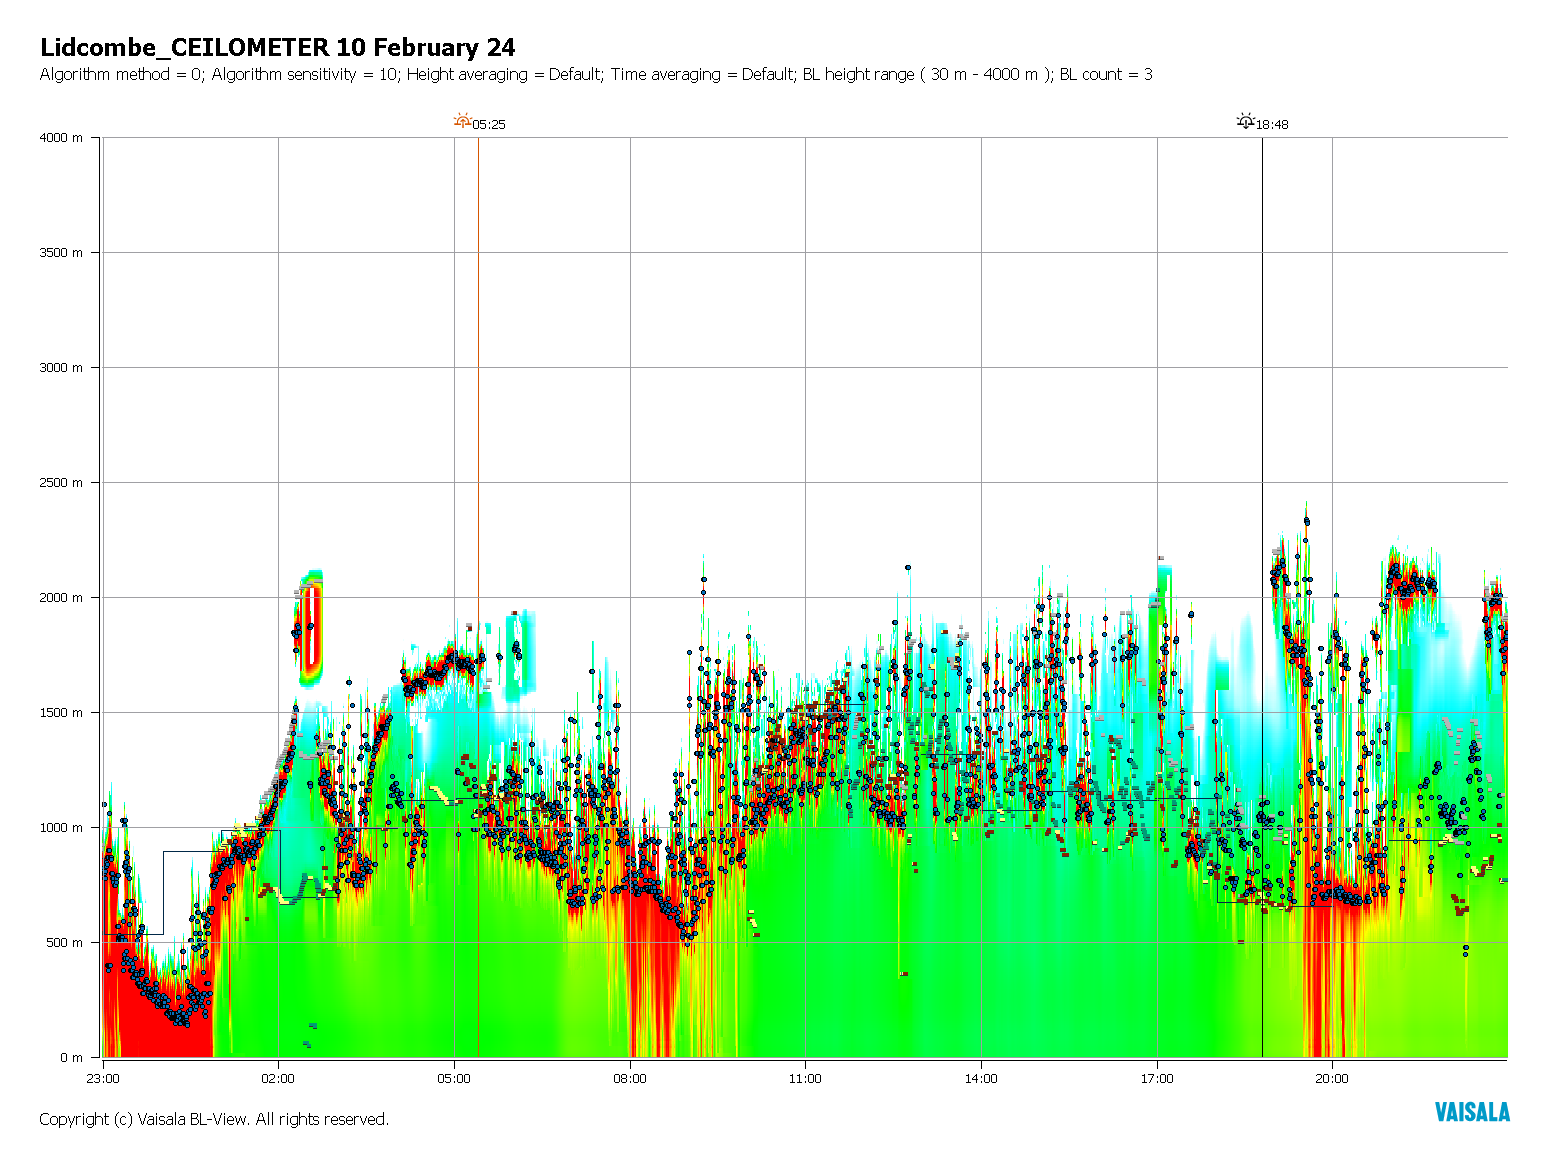 Lidcombe_CEILOMETER 10 February 24
Algorithm method = 0; Algorithm sensitivity = 10; Height averaging = Default; Time averaging = Default; BL height range ( 30 m - 4000 m ); BL count = 3
05:25
18:48
4000 m
3500 m
3000 m
2500 m
2000 m
1500 m
1000 m
500 m
0 m
23:00 02:00 05:00 08:00 11:00 14:00 17:00 20:00
Copyright (c) Vaisala BL-View. All rights reserved.
VAISALA